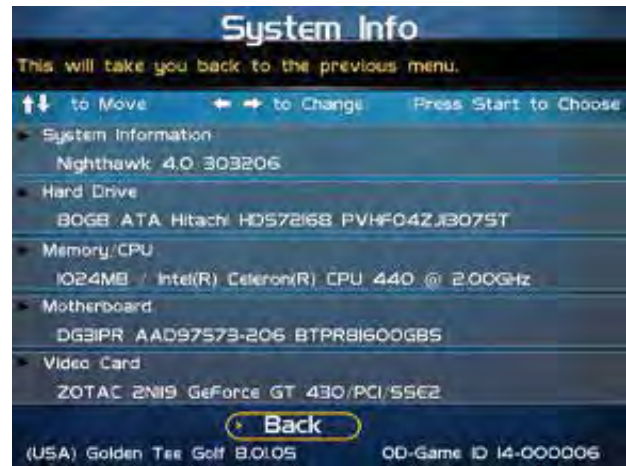 System Info
This will take you back to the previous menu.
to Move to Change Press Start to Choose
System Information
Nighthawk 4.0 303206
Hard Drive
80GB ATA Hitachi HDS72168 PVHF04ZJ13075T
Memory/CPU
1024MB / Intel(R) Celeron(R) CPU 440 @ 2.00GHz
Motherboard
DG31PR AAD97573-206 BTPR81600GBS
Video Card
ZOTAC 2N119 GeForce GT 430/PCI/SSE2
Back
(USA) Golden Tee Golf 8.01.05 OD-Game ID 14-000006